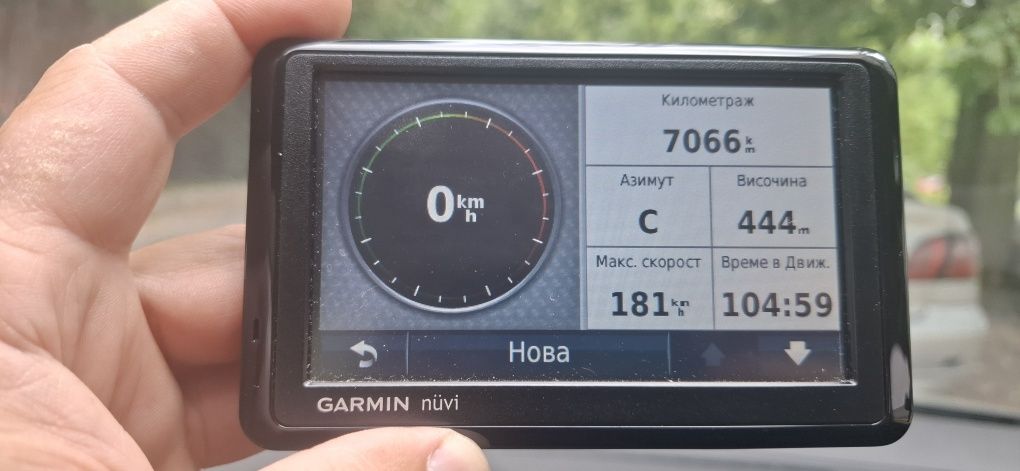 Километраж
7066 km
Азимут
Височина
С
444 m
Макс. скорост
Време в Движ.
181 km h
104:59
0 km h
Нова
GARMIN nüvi